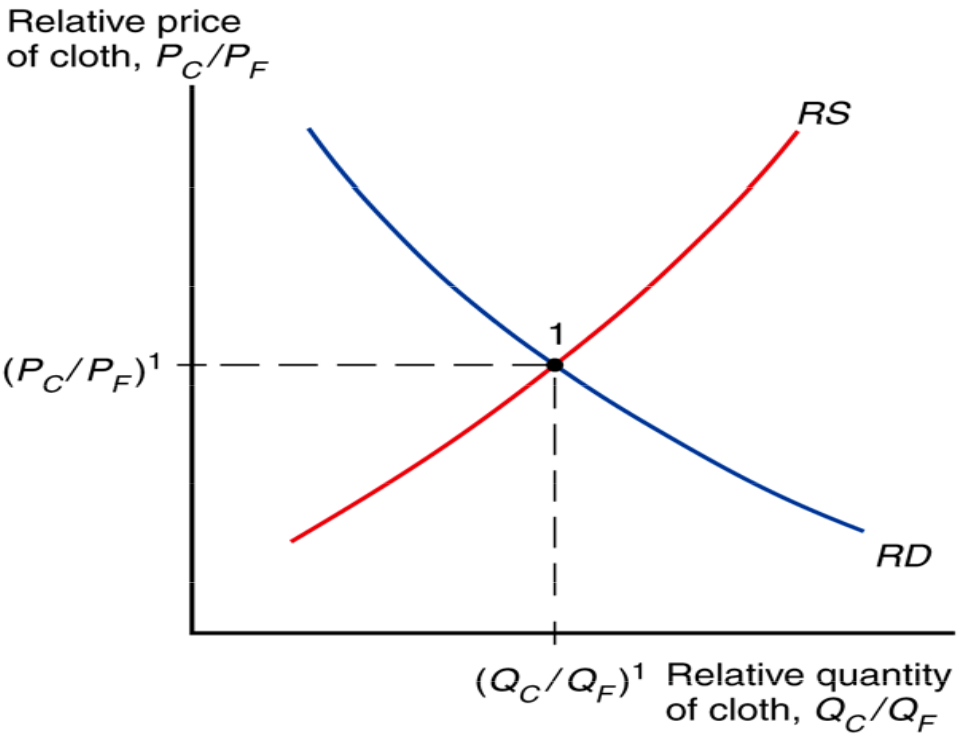 Relative price
of cloth, P_C/P_F
RS
1
(P_C/P_F)¹
RD
(Q_C/Q_F)¹
Relative quantity
of cloth, Q_C/Q_F